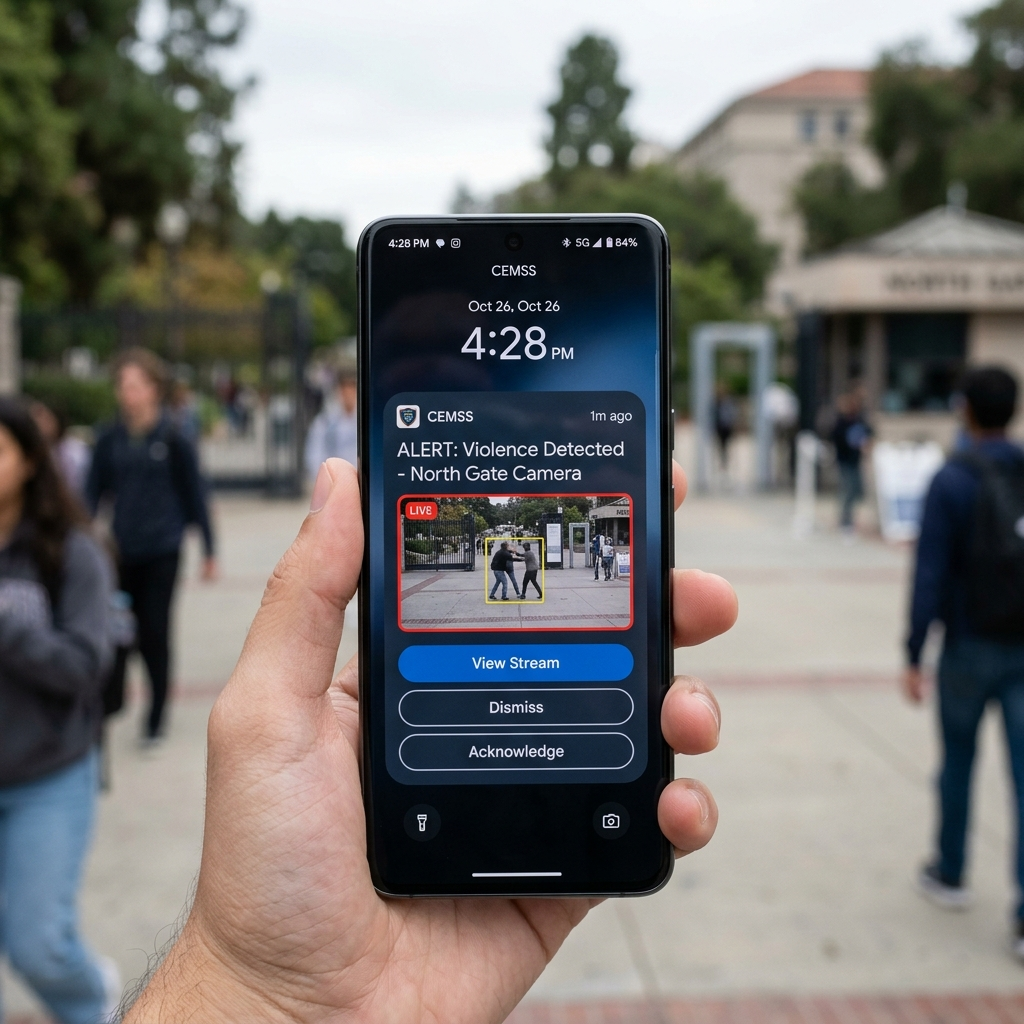 4:28 PM 5G 84%
CEMSS
Oct 26, Oct 26
4:28 PM
CEMSS 1m ago
ALERT: Violence Detected
- North Gate Camera
LIVE
View Stream
Dismiss
Acknowledge
NORTH